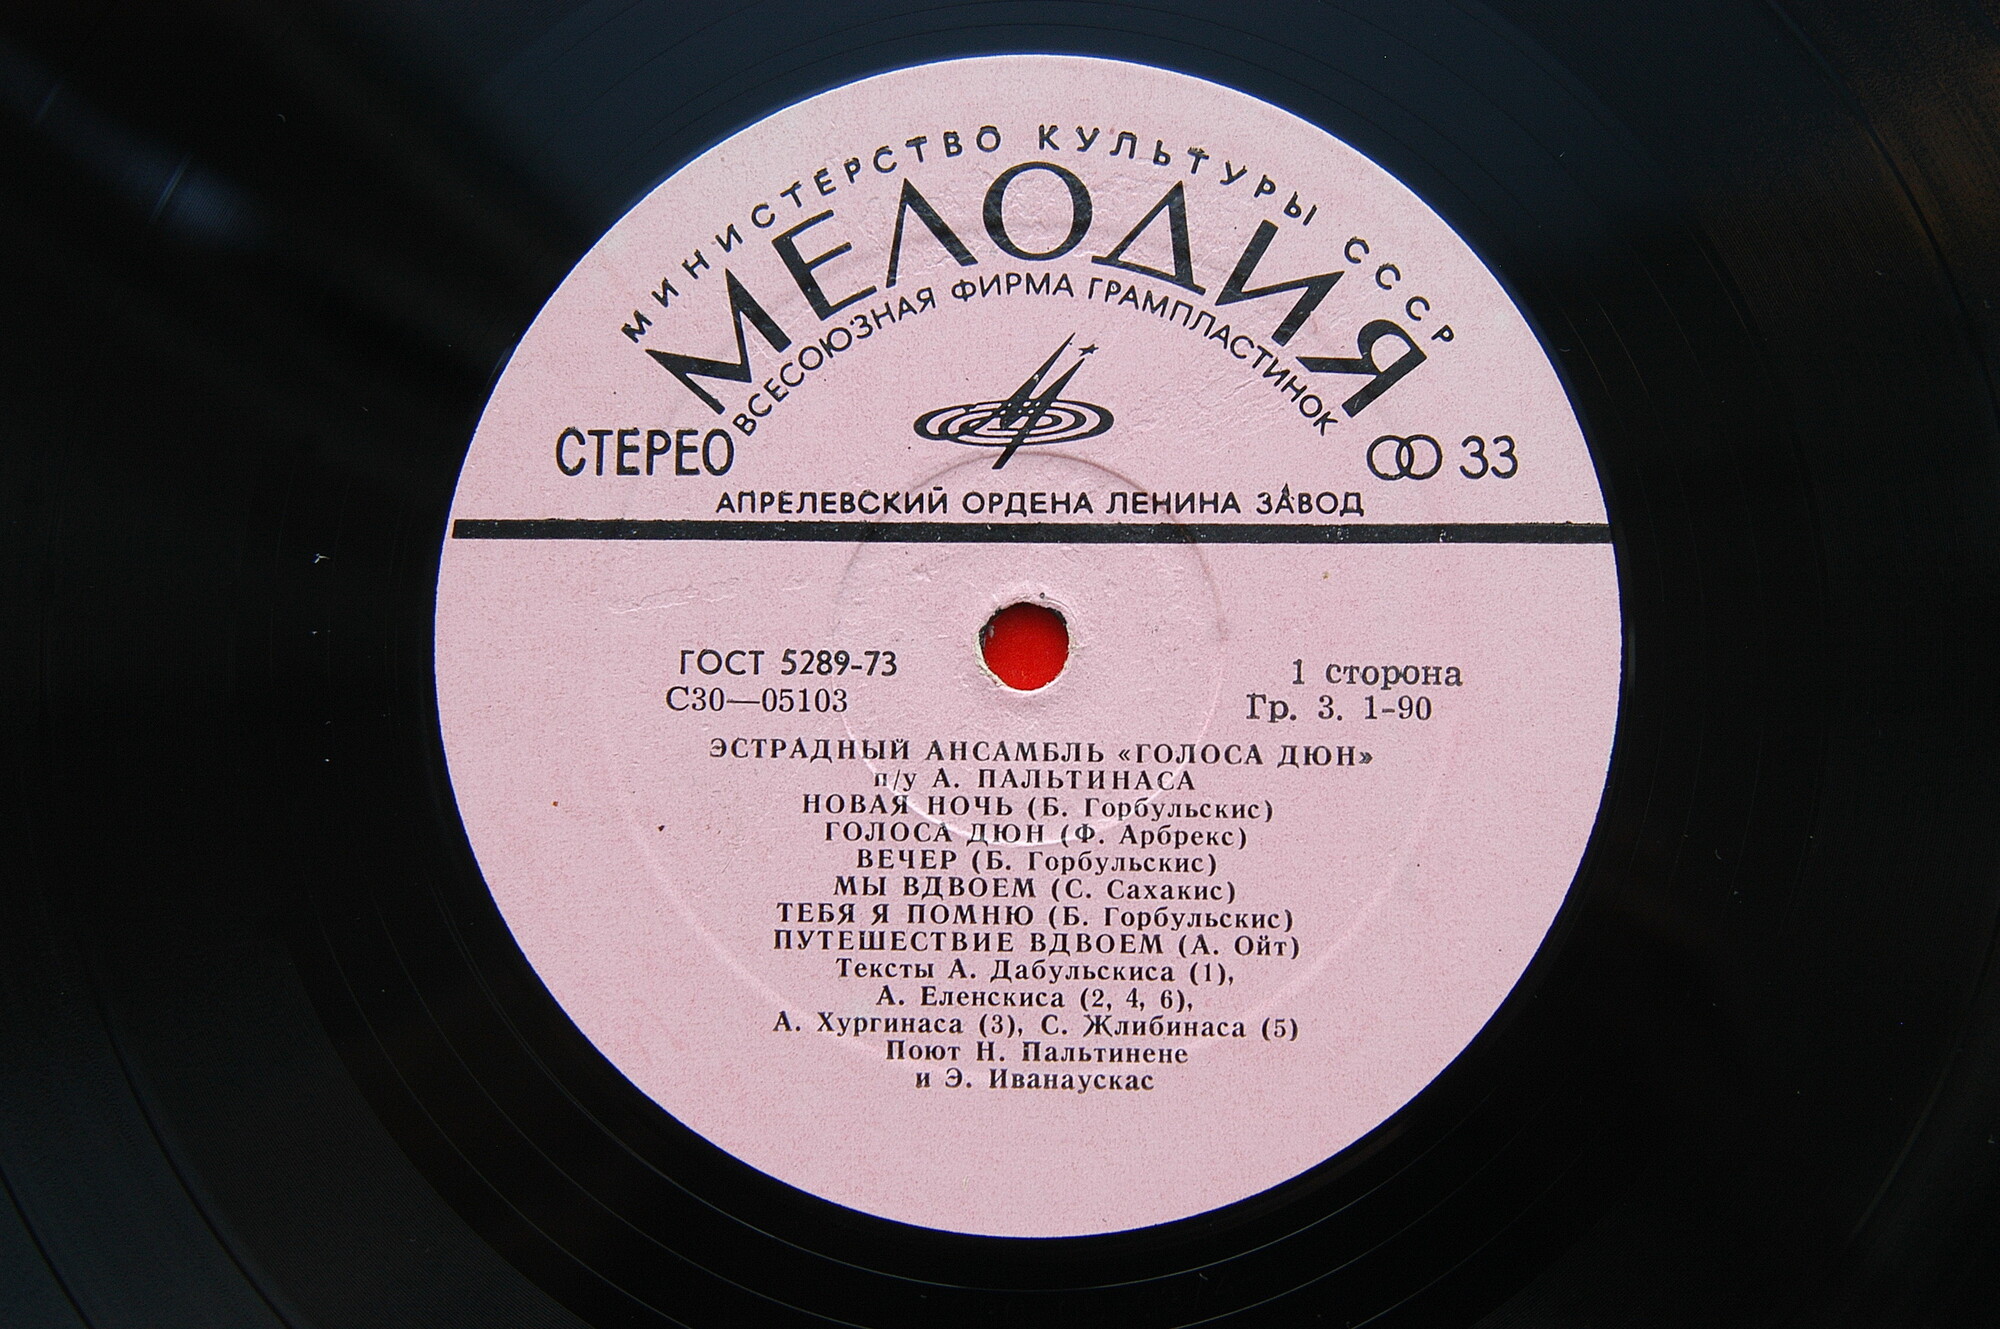 МИНИСТЕРСТВО КУЛЬТУРЫ СССР
МЕЛОДИЯ
ВСЕСОЮЗНАЯ ФИРМА ГРАМПЛАСТИНОК
СТЕРЕО
33
АПРЕЛЕВСКИЙ ОРДЕНА ЛЕНИНА ЗАВОД
ГОСТ 5289-73
С30—05103
1 сторона
Гр. 3. 1-90
ЭСТРАДНЫЙ АНСАМБЛЬ «ГОЛОСА ДЮН»
п/у А. ПАЛЬТИНАСА
НОВАЯ НОЧЬ (Б. Горбульскис)
ГОЛОСА ДЮН (Ф. Арбрекс)
ВЕЧЕР (Б. Горбульскис)
МЫ ВДВОЕМ (С. Сахакис)
ТЕБЯ Я ПОМНЮ (Б. Горбульскис)
ПУТЕШЕСТВИЕ ВДВОЕМ (А. Ойт)
Тексты А. Дабульскиса (1),
А. Еленскиса (2, 4, 6),
А. Хургинаса (3), С. Жлибинаса (5)
Поют Н. Пальтинене
и Э. Иванаускас